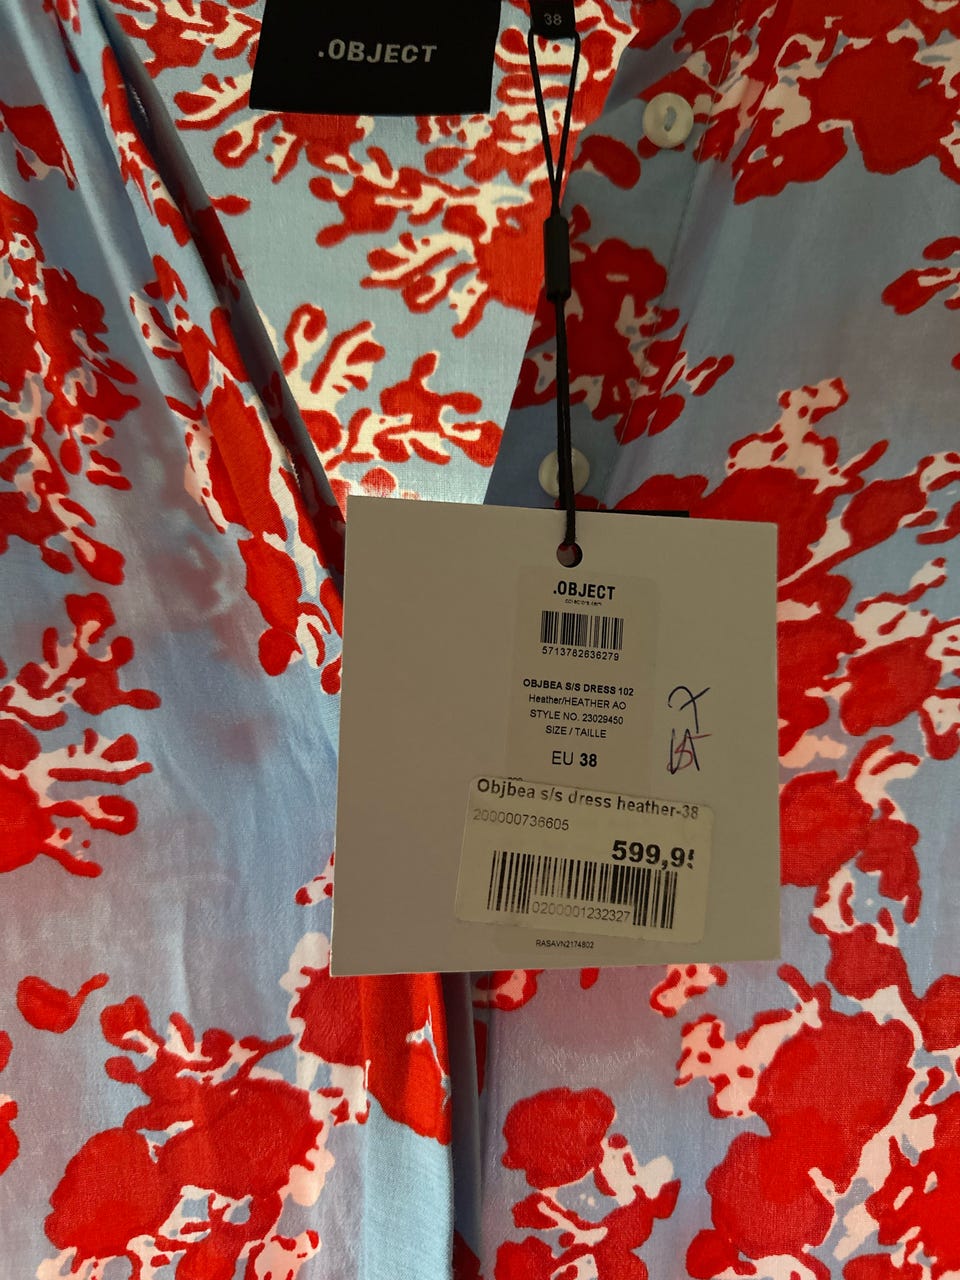 .OBJECT
38
.OBJECT
5713782636279
OBJBEA S/S DRESS 102
Heather/HEATHER AO
STYLE NO. 23029450
SIZE / TAILLE
EU 38
Objbea s/s dress heather-38
200000736605
599,95
0200001232327
RASAVN2174802